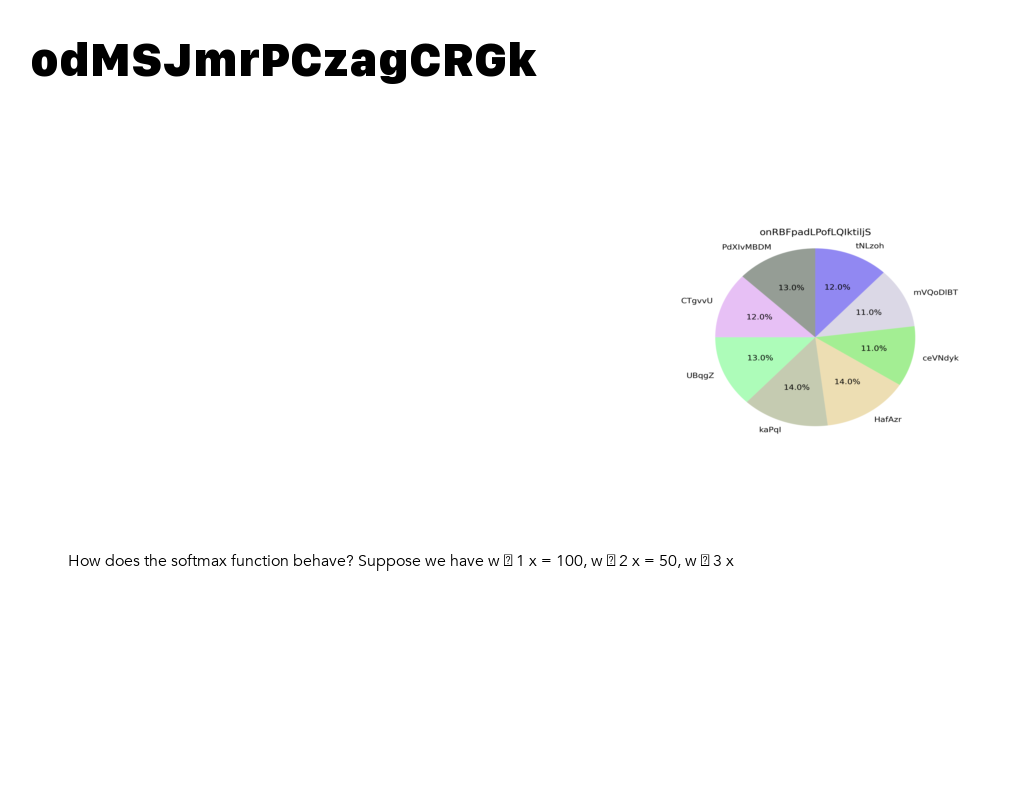 odMSJmrPCzagCRGk
onRBFpadLPofLQIktiljS
PdXIvMBDM
tNLzoh
13.0%
12.0%
CTgvvU
mVQoDIBT
12.0%
11.0%
UBqgZ
13.0%
11.0%
ceVNdyk
14.0%
14.0%
kaPqI
HafAzr
How does the softmax function behave? Suppose we have w 1 x = 100, w 2 x = 50, w 3 x